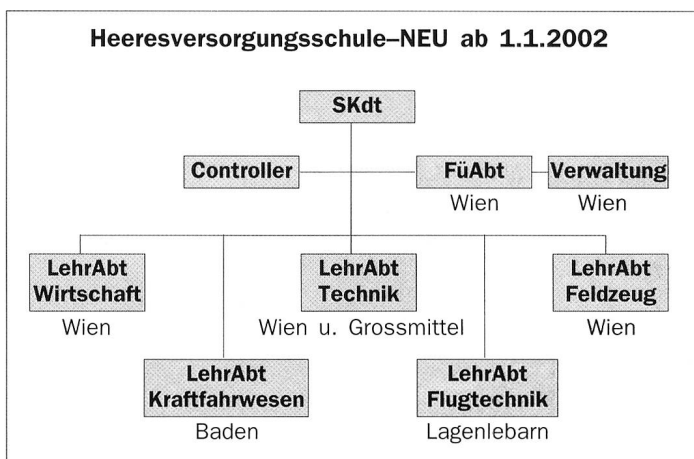 Heeresversorgungsschule–NEU ab 1.1.2002
SKdt
Controller
FüAbt
Verwaltung
Wien
Wien
LehrAbt
Wirtschaft
Wien
LehrAbt
Technik
Wien u. Grossmittel
LehrAbt
Feldzeug
Wien
LehrAbt
Kraftfahrwesen
Baden
LehrAbt
Flugtechnik
Lagenlebarn